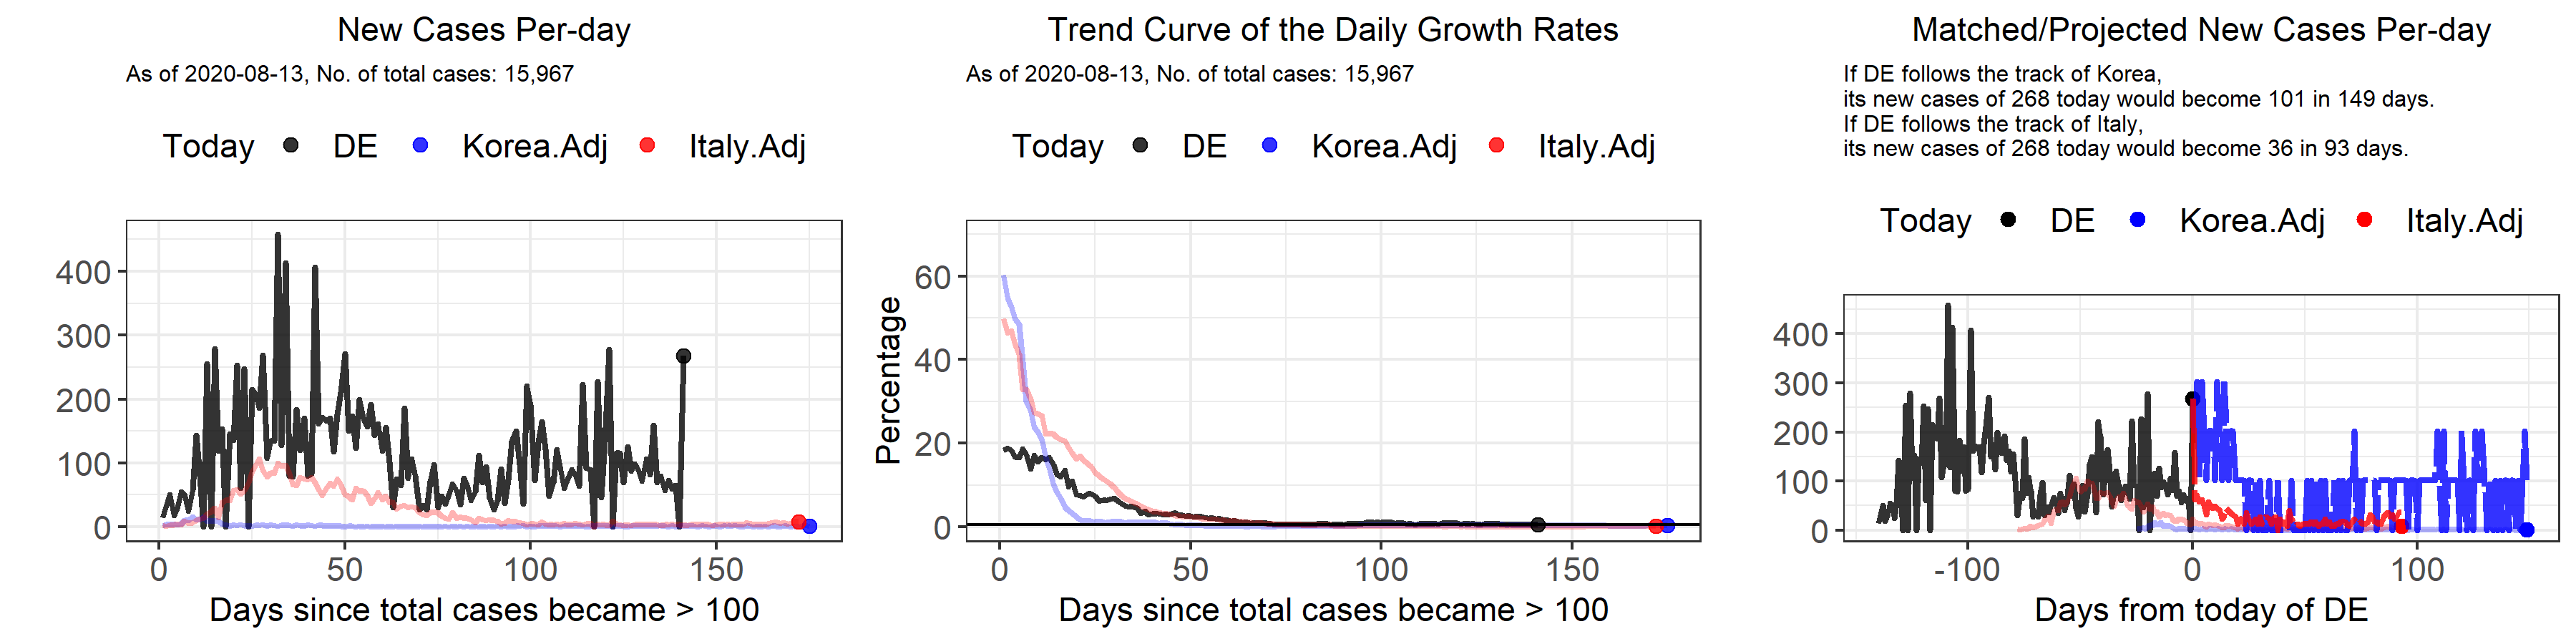 New Cases Per-day
As of 2020-08-13, No. of total cases: 15,967
Today DE Korea.Adj Italy.Adj
400
300
200
100
0
0 50 100 150
Days since total cases became > 100
Trend Curve of the Daily Growth Rates
As of 2020-08-13, No. of total cases: 15,967
Today DE Korea.Adj Italy.Adj
Percentage
60
40
20
0
0 50 100 150
Days since total cases became > 100
Matched/Projected New Cases Per-day
If DE follows the track of Korea,
its new cases of 268 today would become 101 in 149 days.
If DE follows the track of Italy,
its new cases of 268 today would become 36 in 93 days.
Today DE Korea.Adj Italy.Adj
400
300
200
100
0
-100 0 100
Days from today of DE